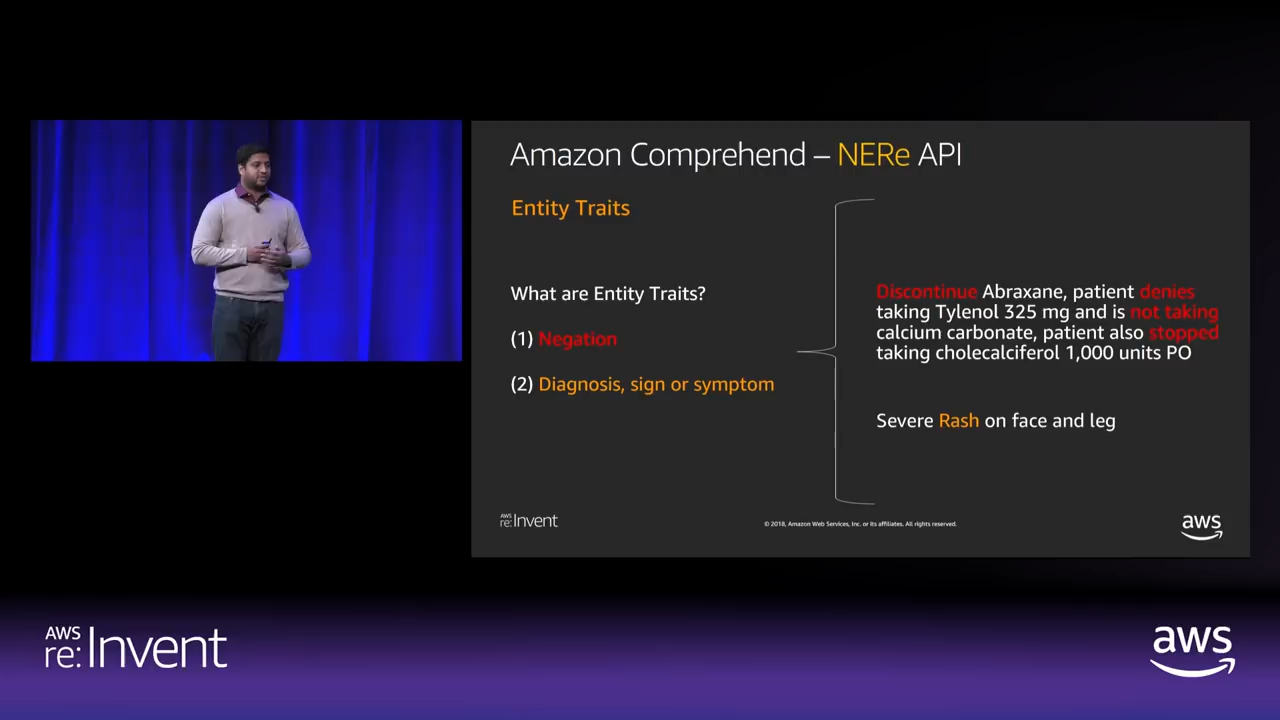 Amazon Comprehend – NERe API
Entity Traits
What are Entity Traits?
(1) Negation
(2) Diagnosis, sign or symptom
Discontinue Abraxane, patient denies
taking Tylenol 325 mg and is not taking
calcium carbonate, patient also stopped
taking cholecalciferol 1,000 units PO
Severe Rash on face and leg
AWS
re:Invent
© 2018, Amazon Web Services, Inc. or its affiliates. All rights reserved.
aws
AWS
re:Invent
aws